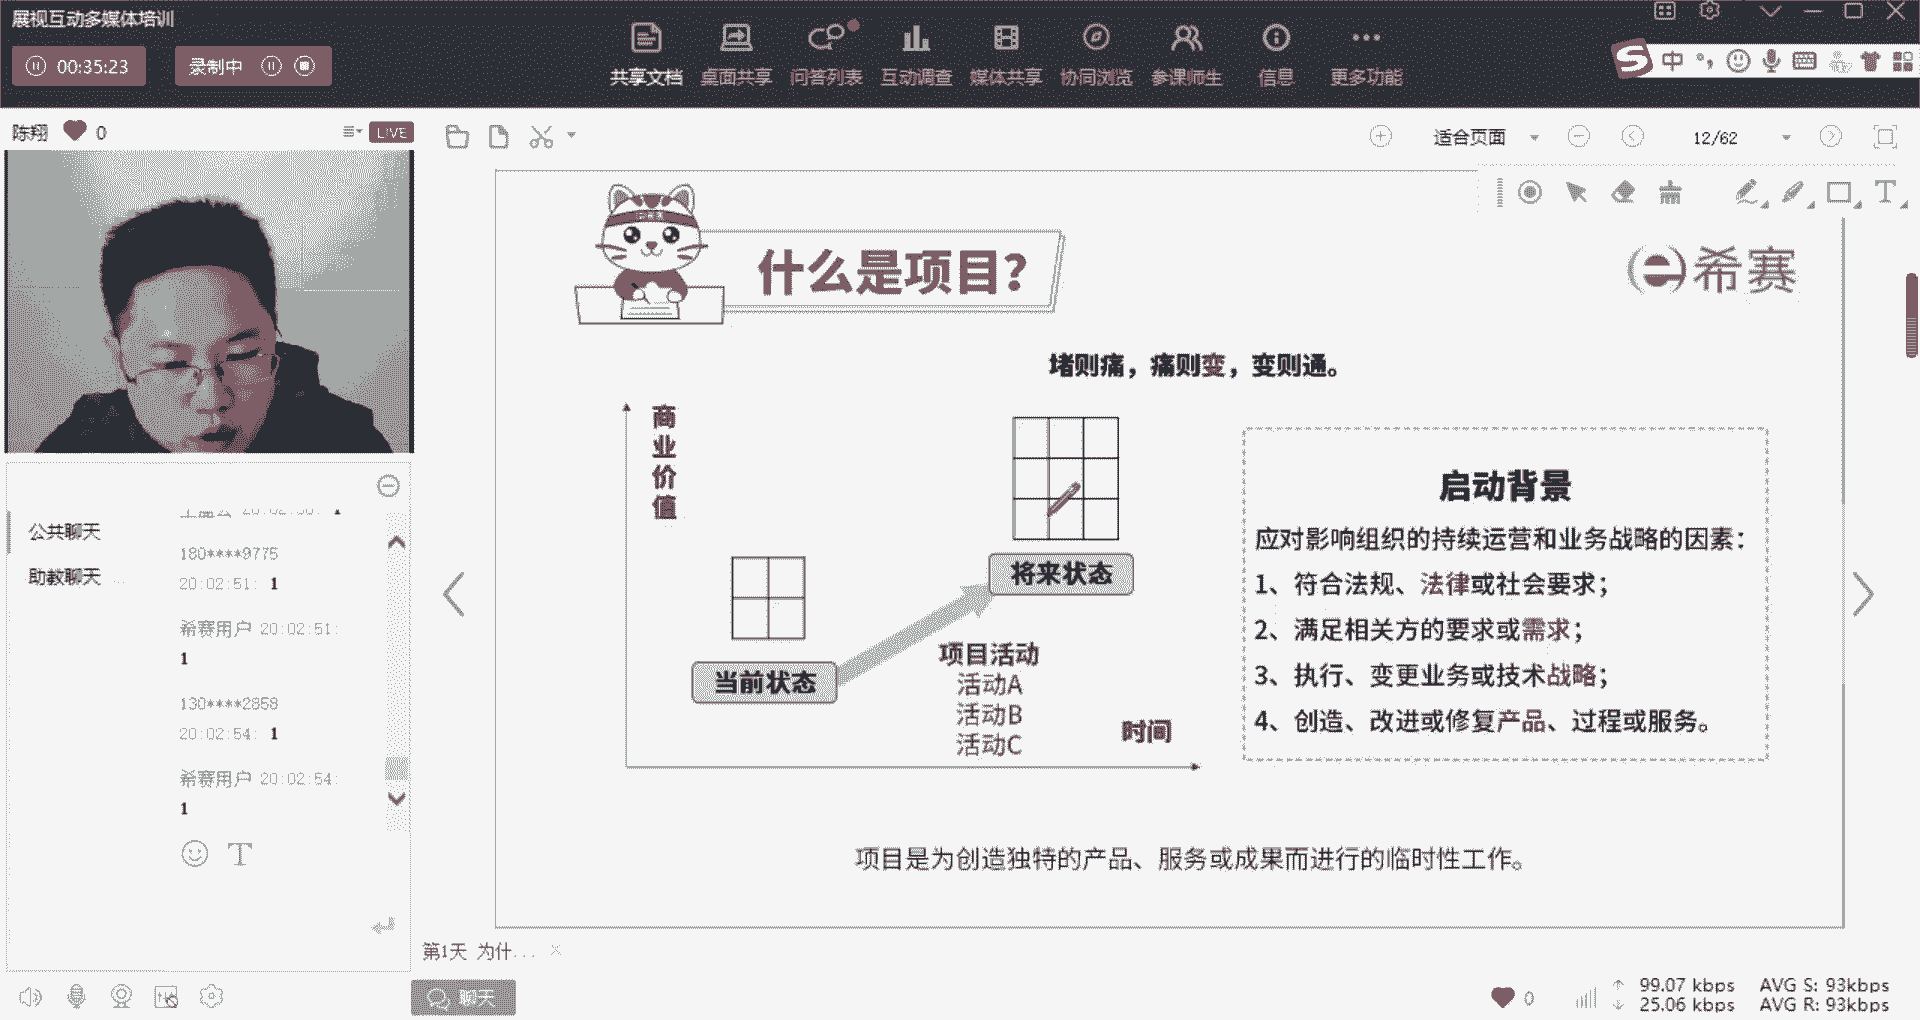 展视互动多媒体培训
00:35:23
录制中
共享文档
桌面共享
问答列表
互动调查
媒体共享
协同浏览
参课师生
信息
更多功能
中
陈翔
0
LIVE
适合页面
12/62
公共聊天
助教聊天
180****9775
20:02:51: 1
希赛用户 20:02:51:
1
130****2858
20:02:54: 1
希赛用户 20:02:54:
1
什么是项目？
希赛
堵则痛，痛则变，变则通。
商业价值
当前状态
将来状态
项目活动
活动A
活动B
活动C
时间
启动背景
应对影响组织的持续运营和业务战略的因素：
1、符合法规、法律或社会要求；
2、满足相关方的要求或需求；
3、执行、变更业务或技术战略；
4、创造、改进或修复产品、过程或服务。
项目是为创造独特的产品、服务或成果而进行的临时性工作。
第1天 为什...
聊天
0
99.07 kbps
AVG S: 93kbps
25.06 kbps
AVG R: 93kbps